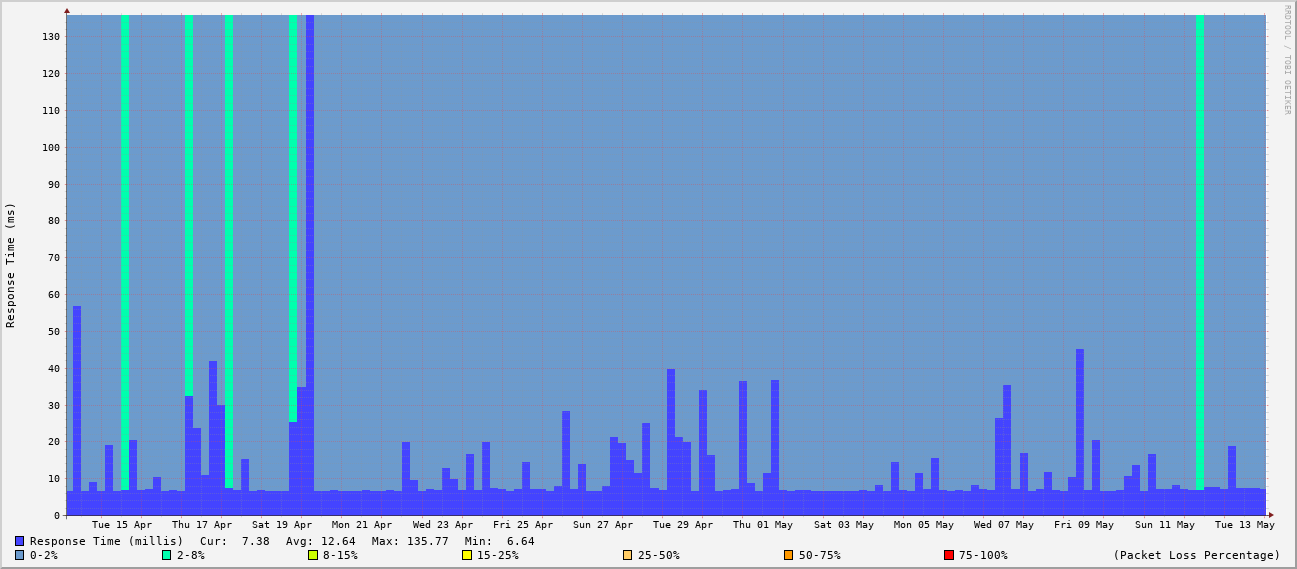 RRDTOOL / TOBI OETIKER
Response Time (ms)
130
120
110
100
90
80
70
60
50
40
30
20
10
0
Tue 15 Apr Thu 17 Apr Sat 19 Apr Mon 21 Apr Wed 23 Apr Fri 25 Apr Sun 27 Apr Tue 29 Apr Thu 01 May Sat 03 May Mon 05 May Wed 07 May Fri 09 May Sun 11 May Tue 13 May
Response Time (millis) Cur: 7.38 Avg: 12.64 Max: 135.77 Min: 6.64
0-2% 2-8% 8-15% 15-25% 25-50% 50-75% 75-100% (Packet Loss Percentage)